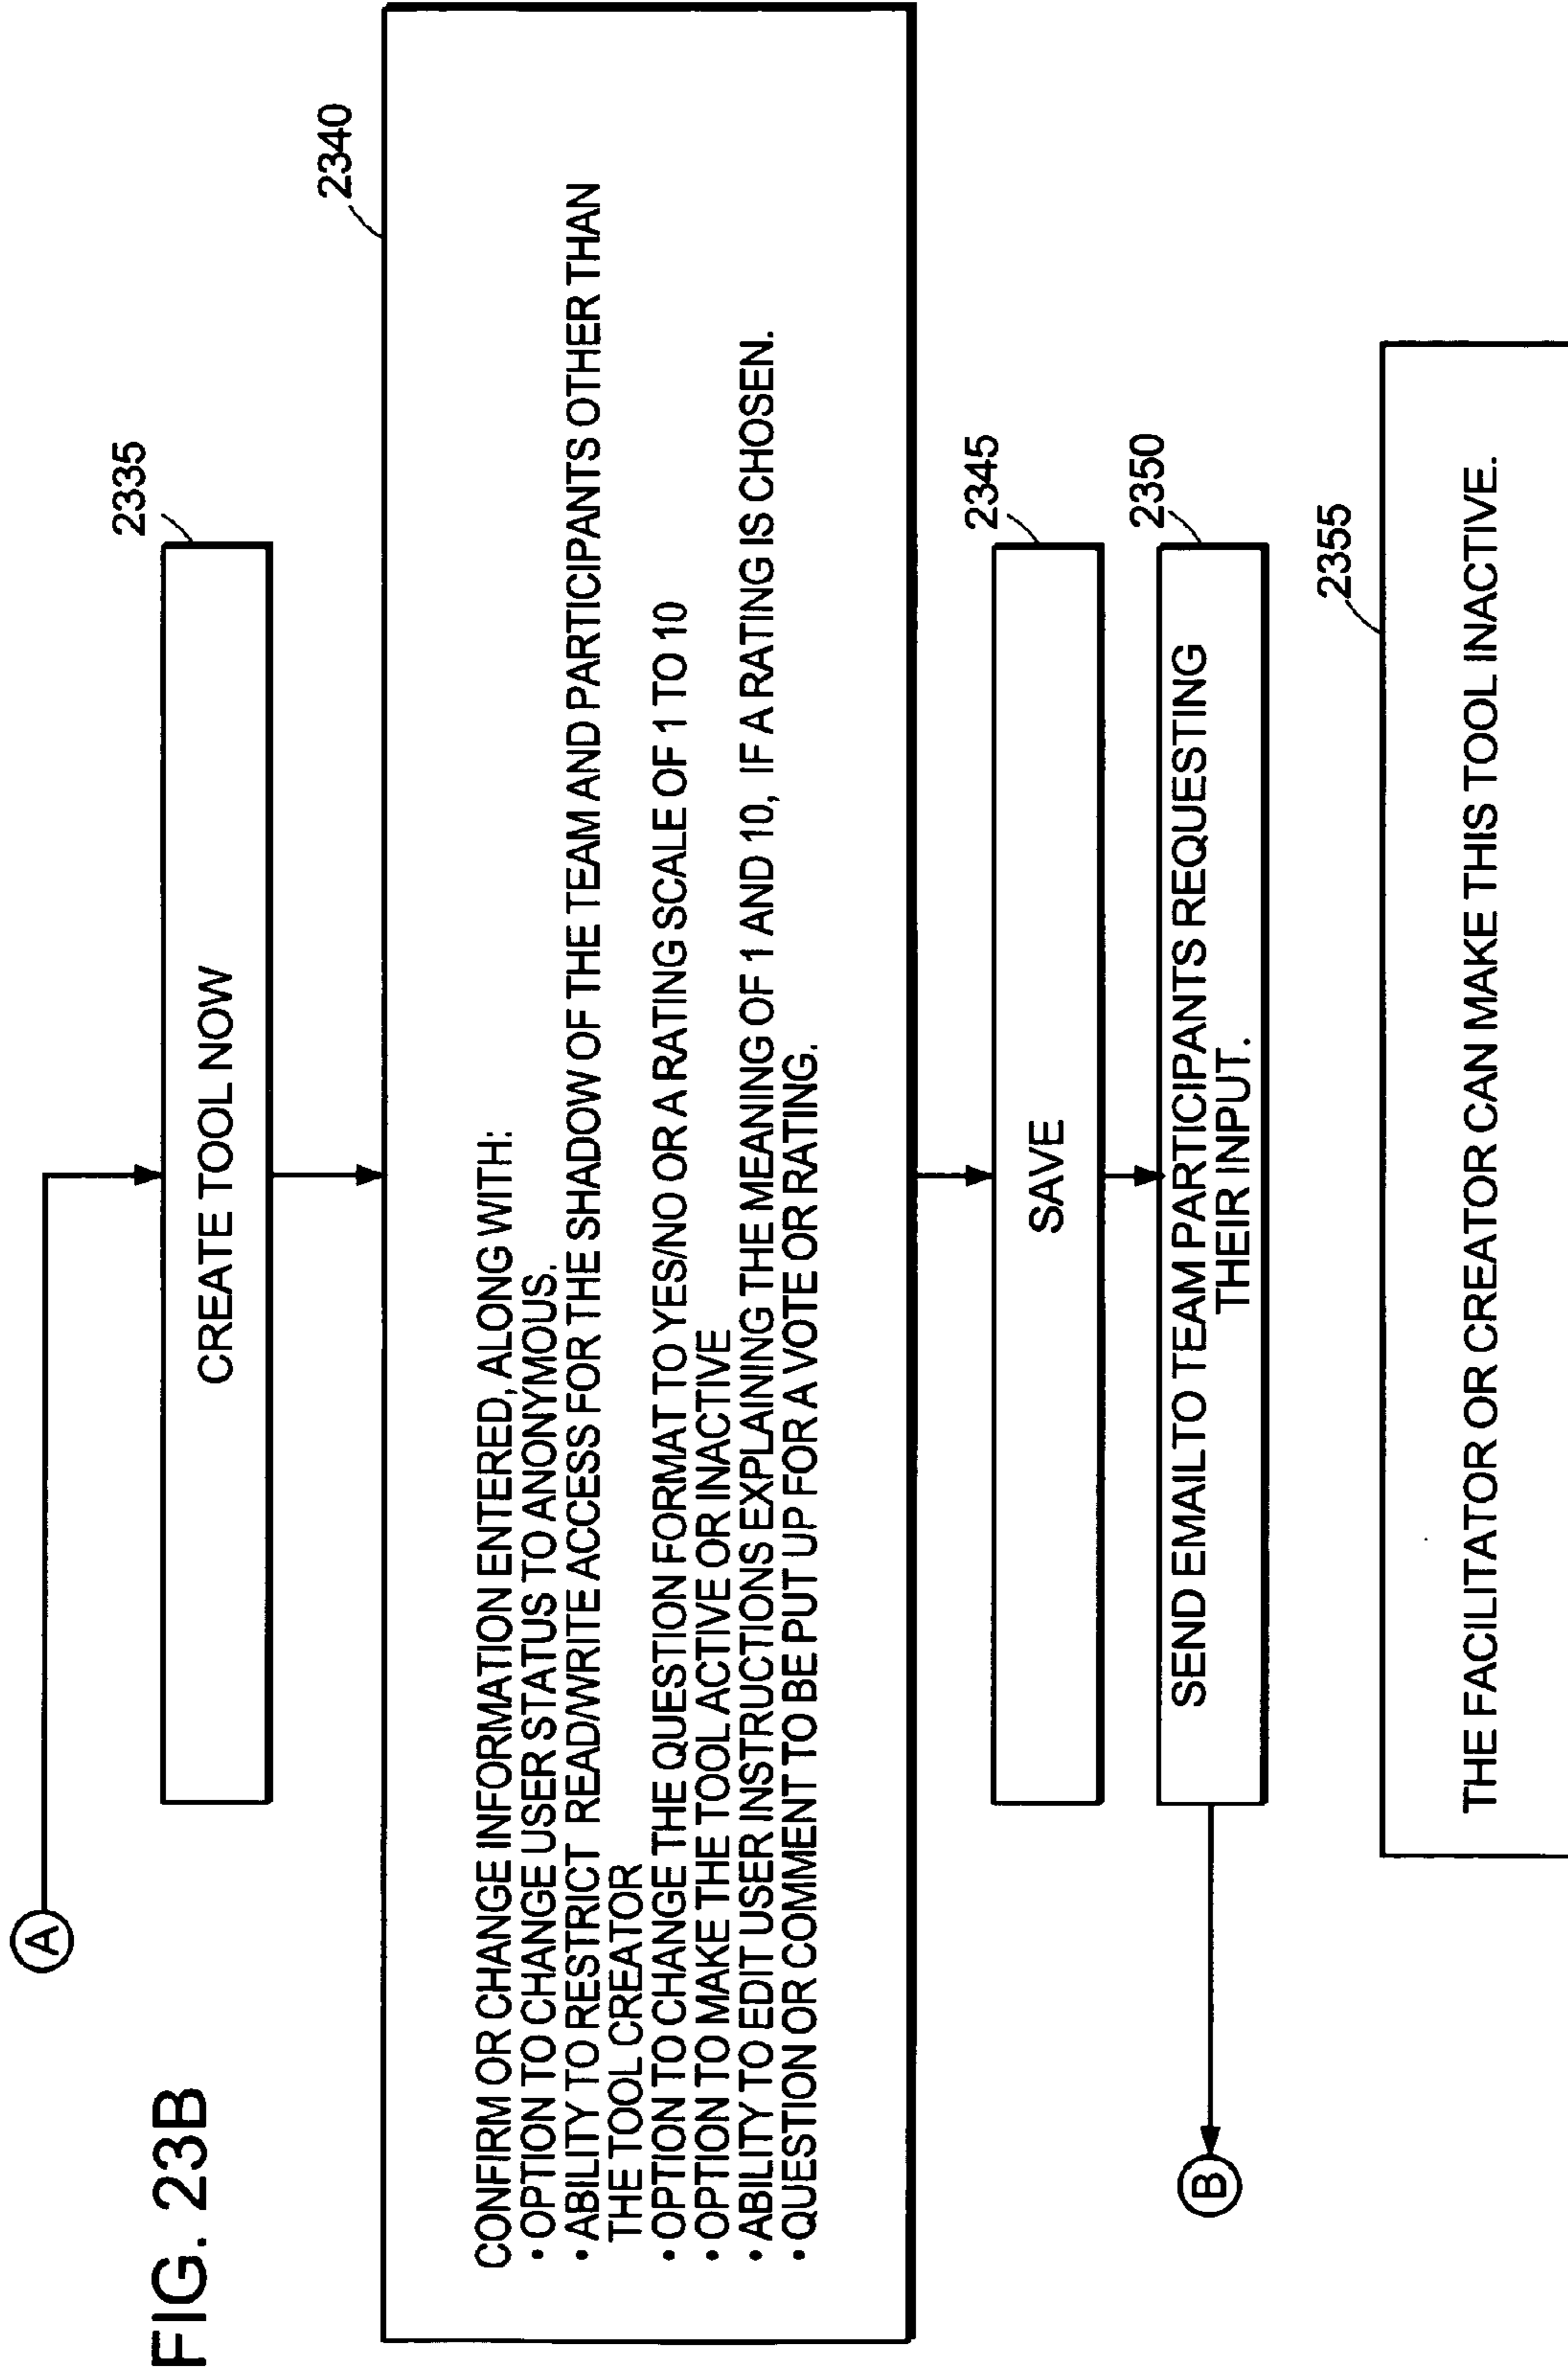 FIG. 23B
A
2335
CREATE TOOL NOW
2340
CONFIRM OR CHANGE INFORMATION ENTERED, ALONG WITH:
• OPTION TO CHANGE USER STATUS TO ANONYMOUS.
• ABILITY TO RESTRICT READ/WRITE ACCESS FOR THE SHADOW OF THE TEAM AND PARTICIPANTS OTHER THAN
THE TOOL CREATOR
• OPTION TO CHANGE THE QUESTION FORMAT TO YES/NO OR A RATING SCALE OF 1 TO 10
• OPTION TO MAKE THE TOOL ACTIVE OR INACTIVE
• ABILITY TO EDIT USER INSTRUCTIONS EXPLAINING THE MEANING OF 1 AND 10, IF A RATING IS CHOSEN.
• QUESTION OR COMMENT TO BE PUT UP FOR A VOTE OR RATING.
2345
SAVE
2350
SEND EMAIL TO TEAM PARTICIPANTS REQUESTING
THEIR INPUT.
B
2355
THE FACILITATOR OR CREATOR CAN MAKE THIS TOOL INACTIVE.